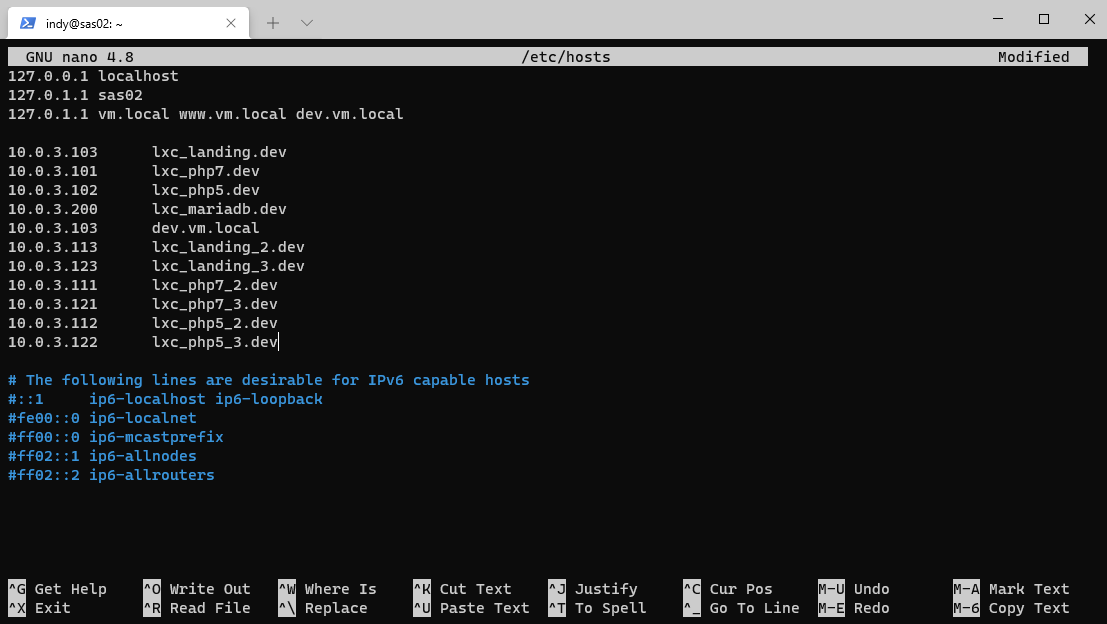 indy@sas02: ~
GNU nano 4.8 /etc/hosts Modified
127.0.0.1 localhost
127.0.1.1 sas02
127.0.1.1 vm.local www.vm.local dev.vm.local
10.0.3.103 lxc_landing.dev
10.0.3.101 lxc_php7.dev
10.0.3.102 lxc_php5.dev
10.0.3.200 lxc_mariadb.dev
10.0.3.103 dev.vm.local
10.0.3.113 lxc_landing_2.dev
10.0.3.123 lxc_landing_3.dev
10.0.3.111 lxc_php7_2.dev
10.0.3.121 lxc_php7_3.dev
10.0.3.112 lxc_php5_2.dev
10.0.3.122 lxc_php5_3.dev
# The following lines are desirable for IPv6 capable hosts
#::1 ip6-localhost ip6-loopback
#fe00::0 ip6-localnet
#ff00::0 ip6-mcastprefix
#ff02::1 ip6-allnodes
#ff02::2 ip6-allrouters
^G Get Help ^O Write Out ^W Where Is ^K Cut Text ^J Justify ^C Cur Pos M-U Undo M-A Mark Text
^X Exit ^R Read File ^\ Replace ^U Paste Text ^T To Spell ^_ Go To Line M-E Redo M-6 Copy Text